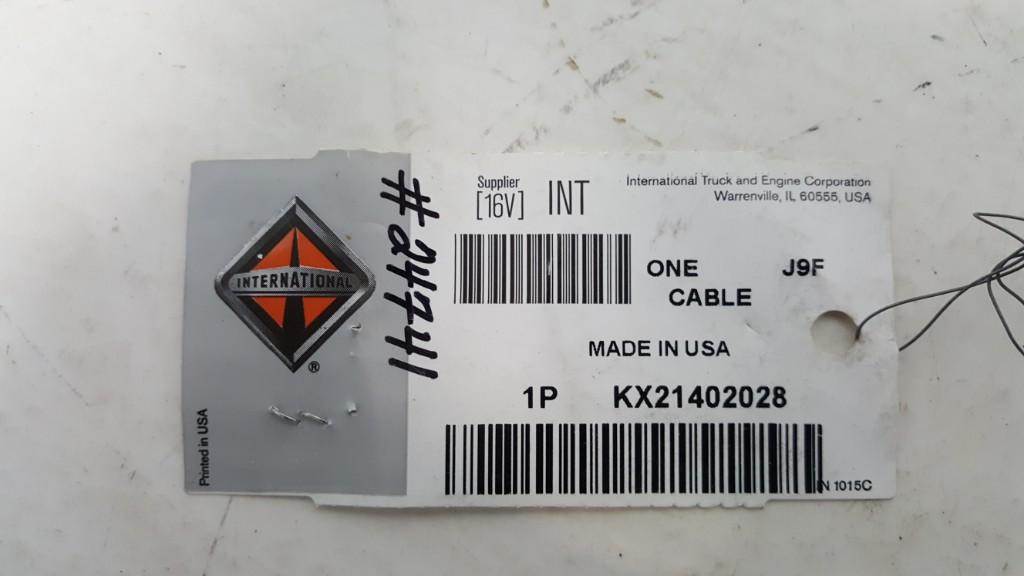 INTERNATIONAL
®
Printed in USA
#24741
Supplier
[16V] INT
International Truck and Engine Corporation
Warrenville, IL 60555, USA
ONE J9F
CABLE
MADE IN USA
1P KX21402028
1015C